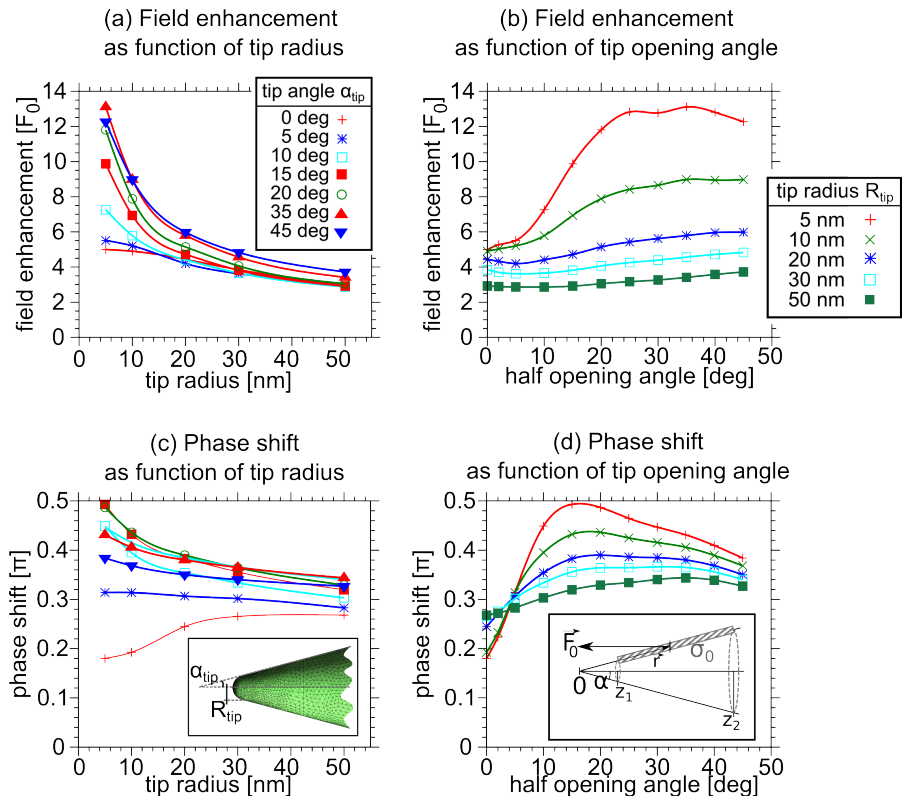 (a) Field enhancement
as function of tip radius
field enhancement [F₀]
14
12
10
8
6
4
2
0
tip angle α_tip
0 deg
5 deg
10 deg
15 deg
20 deg
35 deg
45 deg
0 10 20 30 40 50
tip radius [nm]
(b) Field enhancement
as function of tip opening angle
field enhancement [F₀]
14
12
10
8
6
4
2
0
0 10 20 30 40 50
half opening angle [deg]
tip radius R_tip
5 nm
10 nm
20 nm
30 nm
50 nm
(c) Phase shift
as function of tip radius
phase shift [π]
0.5
0.4
0.3
0.2
0.1
0
α_tip
R_tip
0 10 20 30 40 50
tip radius [nm]
(d) Phase shift
as function of tip opening angle
phase shift [π]
0.5
0.4
0.3
0.2
0.1
0
F₀
r
σ₀
0
α
z₁
z₂
0 10 20 30 40 50
half opening angle [deg]